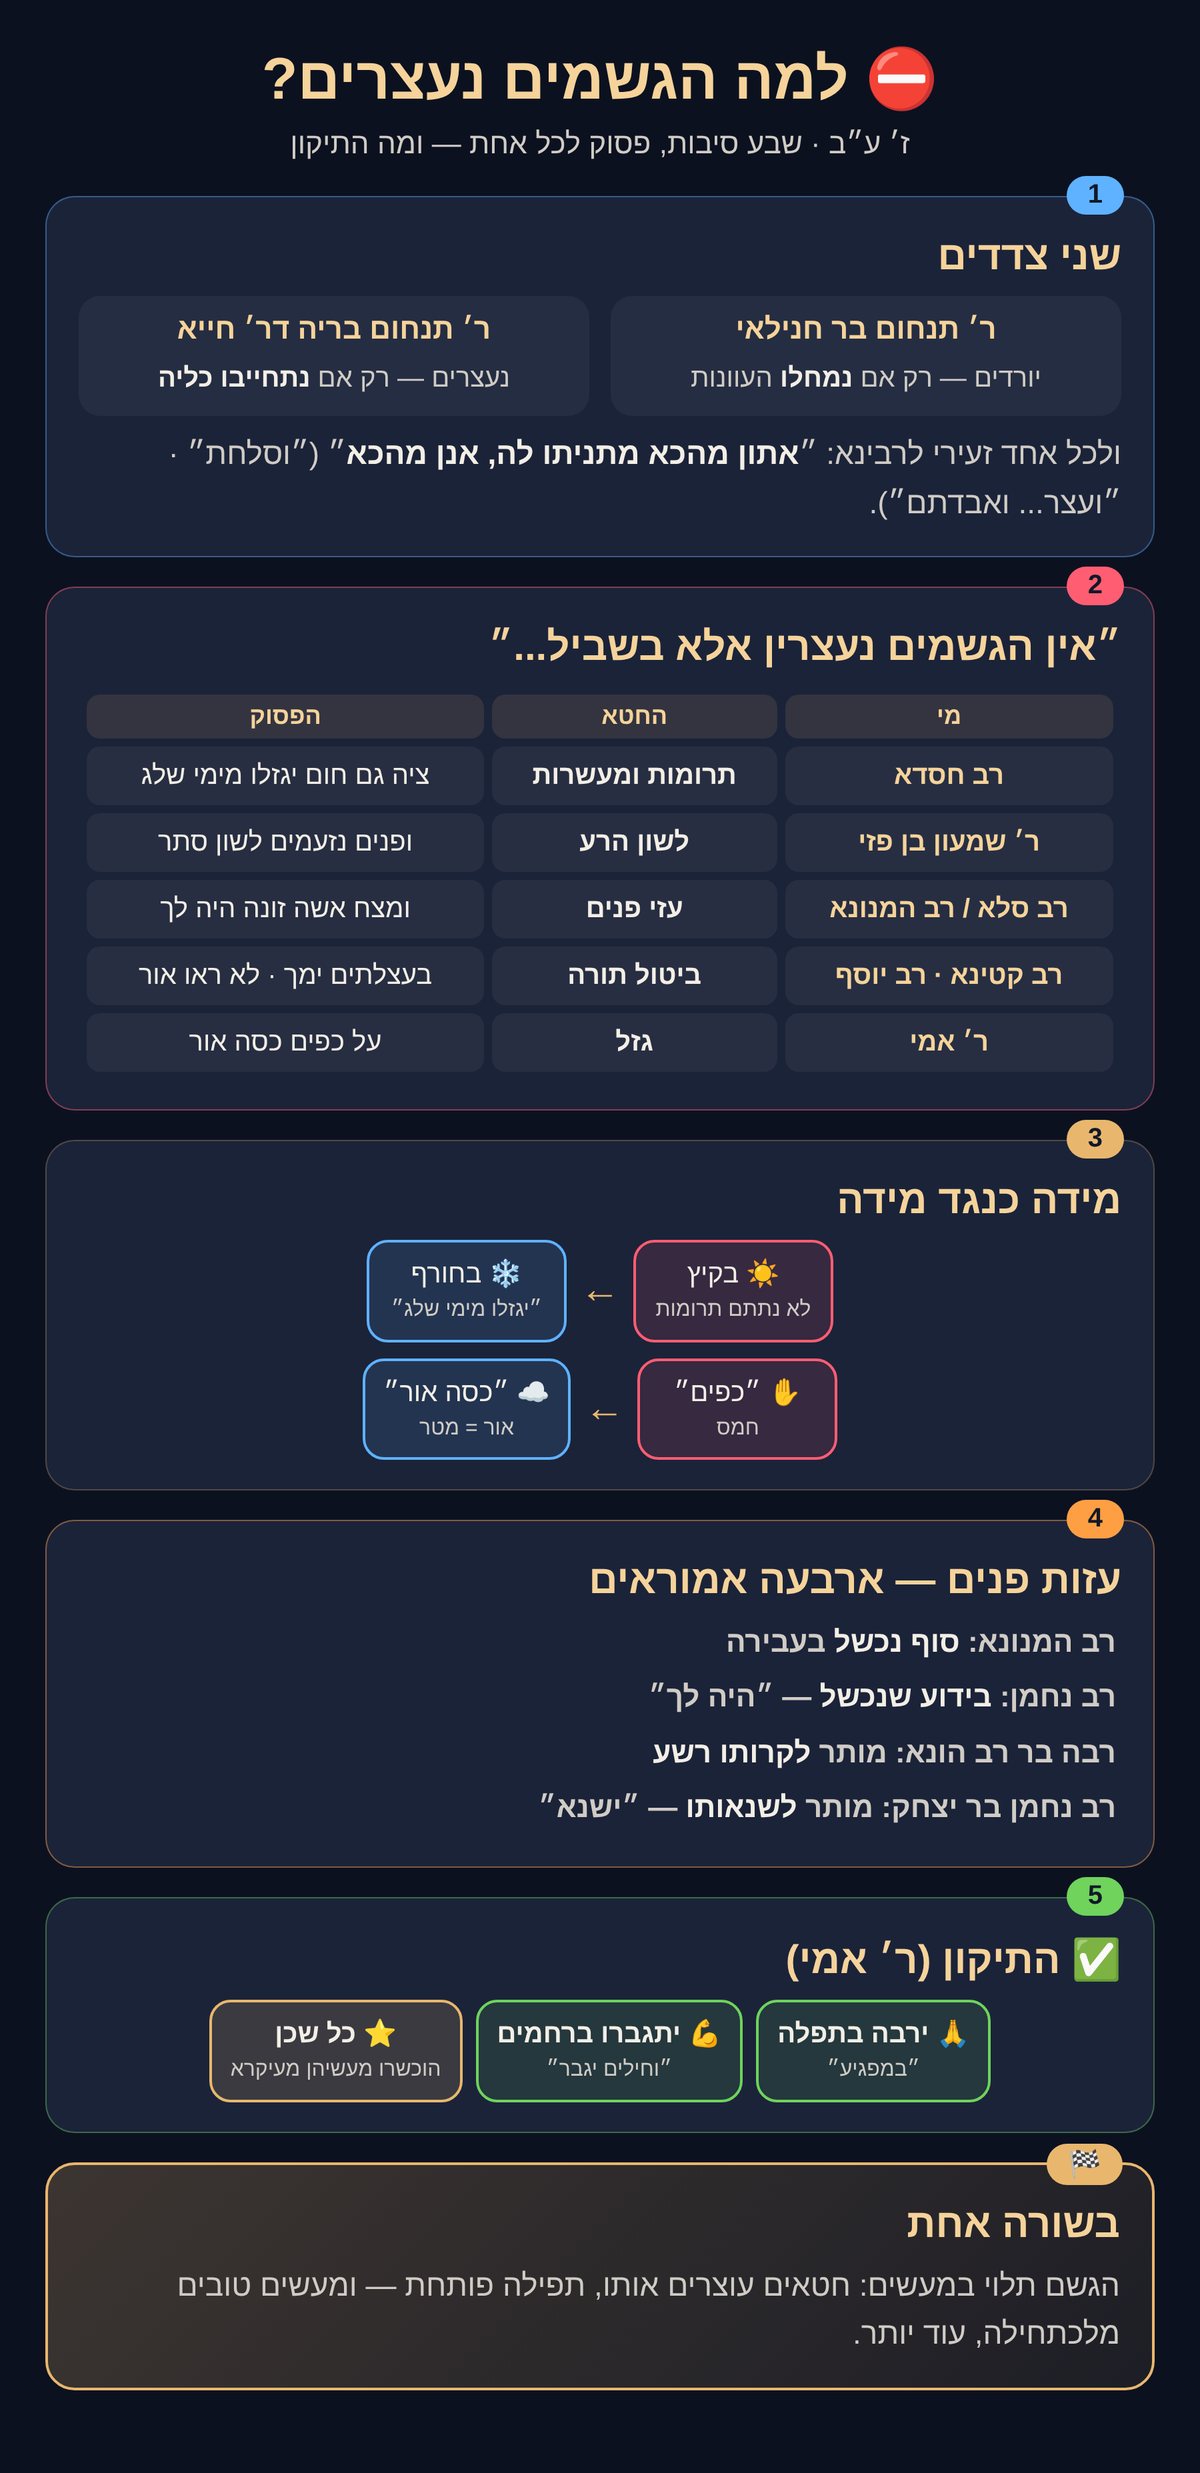 ⛔ למה הגשמים נעצרים?
ז׳ ע״ב · שבע סיבות, פסוק לכל אחת — ומה התיקון
1
שני צדדים
ר׳ תנחום בר חנילאי
יורדים — רק אם נמחלו העוונות
ר׳ תנחום בריה דר׳ חייא
נעצרים — רק אם נתחייבו כליה
ולכל אחד זעירי לרבינא: ״אתון מהכא מתניתו לה, אנן מהכא״ (״וסלחת״ ·
״ועצר... ואבדתם״).
2
״אין הגשמים נעצרין אלא בשביל...״
מי החטא הפסוק
רב חסדא תרומות ומעשרות ציה גם חום יגזלו מימי שלג
ר׳ שמעון בן פזי לשון הרע ופנים נזעמים לשון סתר
רב סלא / רב המנונא עזי פנים ומצח אשה זונה היה לך
רב קטינא · רב יוסף ביטול תורה בעצלתים ימך · לא ראו אור
ר׳ אמי גזל על כפים כסה אור
3
מידה כנגד מידה
☀️ בקיץ ← ❄️ בחורף
לא נתתם תרומות ״יגזלו מימי שלג״
✋ ״כפים״ ← ☁️ ״כסה אור״
חמס אור = מטר
4
עזות פנים — ארבעה אמוראים
רב המנונא: סוף נכשל בעבירה
רב נחמן: בידוע שנכשל — ״היה לך״
רבה בר רב הונא: מותר לקרותו רשע
רב נחמן בר יצחק: מותר לשנאותו — ״ישנא״
5
✅ התיקון (ר׳ אמי)
🙏 ירבה בתפלה
״במפגיע״
💪 יתגברו ברחמים
״וחילים יגבר״
⭐ כל שכן
הוכשרו מעשיהן מעיקרא
🏁
בשורה אחת
הגשם תלוי במעשים: חטאים עוצרים אותו, תפילה פותחת — ומעשים טובים
מלכתחילה, עוד יותר.